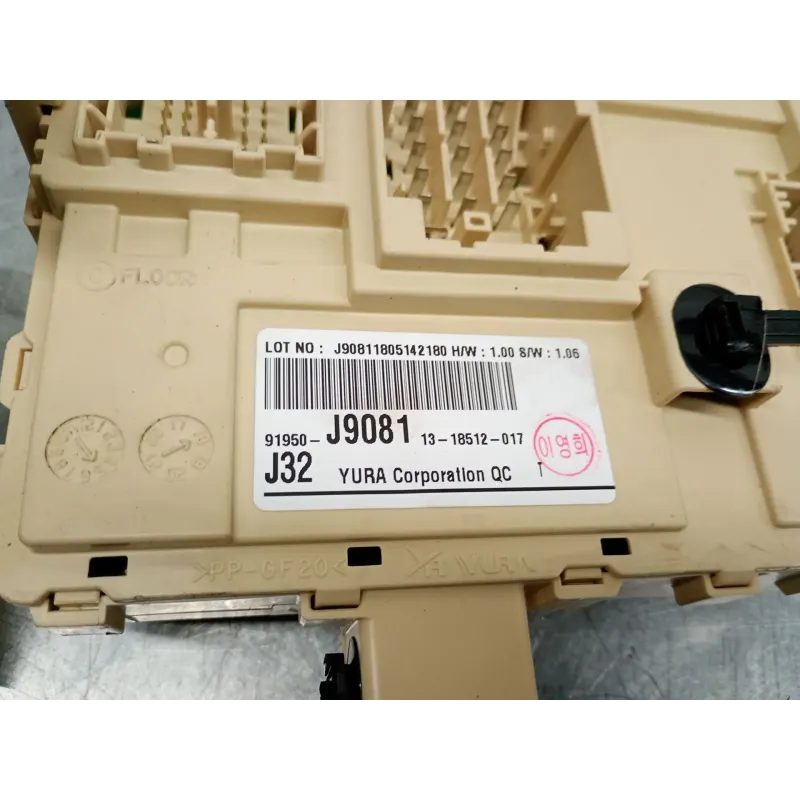 C FLOOR
LOT NO : J90811805142180 H/W : 1.00 S/W : 1.06
91950- J9081 13-18512-017
J32 YURA Corporation QC T
이영희
>PP-GF20< YURA